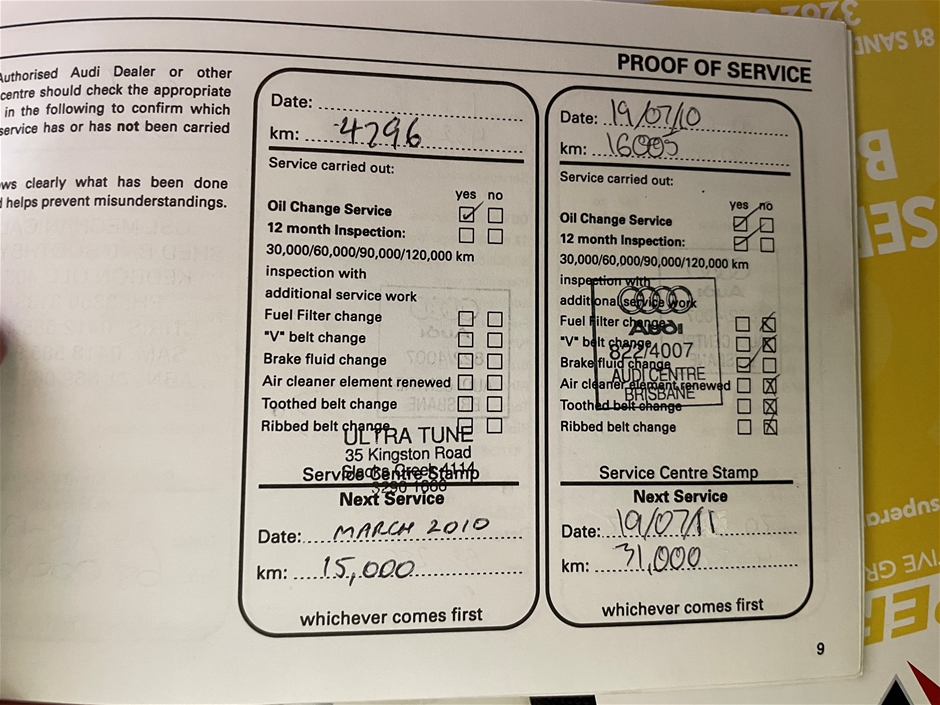 PROOF OF SERVICE
Authorised Audi Dealer or other
centre should check the appropriate
in the following to confirm which
service has or has not been carried
ws clearly what has been done
helps prevent misunderstandings.
Date:
km: 4296
Service carried out:
yes no
Oil Change Service
12 month Inspection:
30,000/60,000/90,000/120,000 km
inspection with
additional service work
Fuel Filter change
"V" belt change
Brake fluid change
Air cleaner element renewed
Toothed belt change
Ribbed belt change
ULTRA TUNE
35 Kingston Road
Slacks Creek 4114
Service Centre Stamp
Next Service
Date: MARCH 2010
km: 15,000
whichever comes first
Date: 19/07/10
km: 16005
Service carried out:
yes no
Oil Change Service
12 month Inspection:
30,000/60,000/90,000/120,000 km
inspection with
additional service work
Fuel Filter change
"V" belt change
Brake fluid change
Air cleaner element renewed
Toothed belt change
Ribbed belt change
Audi
822/4007
AUDI CENTRE
BRISBANE
Service Centre Stamp
Next Service
Date: 19/07/11
km: 31,000
whichever comes first
9